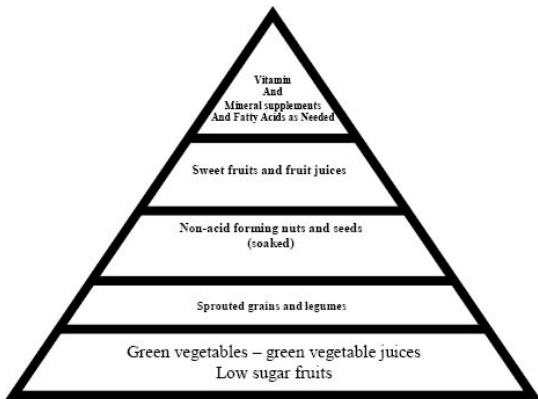 Vitamin
And
Mineral supplements
And Fatty Acids as Needed
Sweet fruits and fruit juices
Non-acid forming nuts and seeds
(soaked)
Sprouted grains and legumes
Green vegetables – green vegetable juices
Low sugar fruits